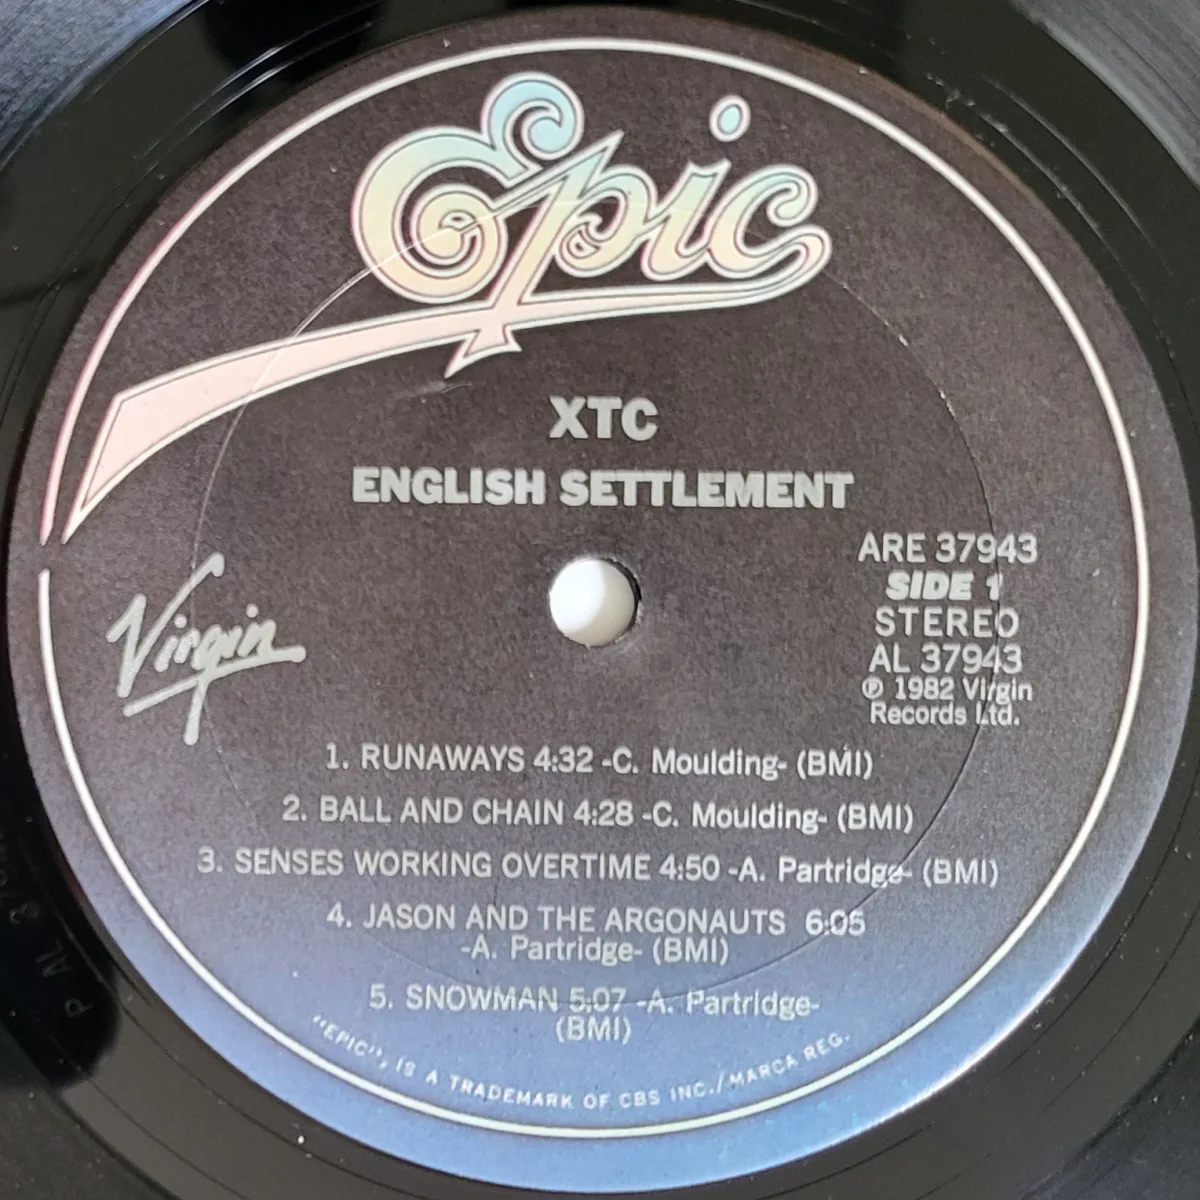 Epic
XTC
ENGLISH SETTLEMENT
Virgin
ARE 37943
SIDE 1
STEREO
AL 37943
℗ 1982 Virgin
Records Ltd.
1. RUNAWAYS 4:32 -C. Moulding- (BMI)
2. BALL AND CHAIN 4:28 -C. Moulding- (BMI)
3. SENSES WORKING OVERTIME 4:50 -A. Partridge- (BMI)
4. JASON AND THE ARGONAUTS 6:05
-A. Partridge- (BMI)
5. SNOWMAN 5:07 -A. Partridge-
(BMI)
"EPIC", IS A TRADEMARK OF CBS INC./MARCA REG.